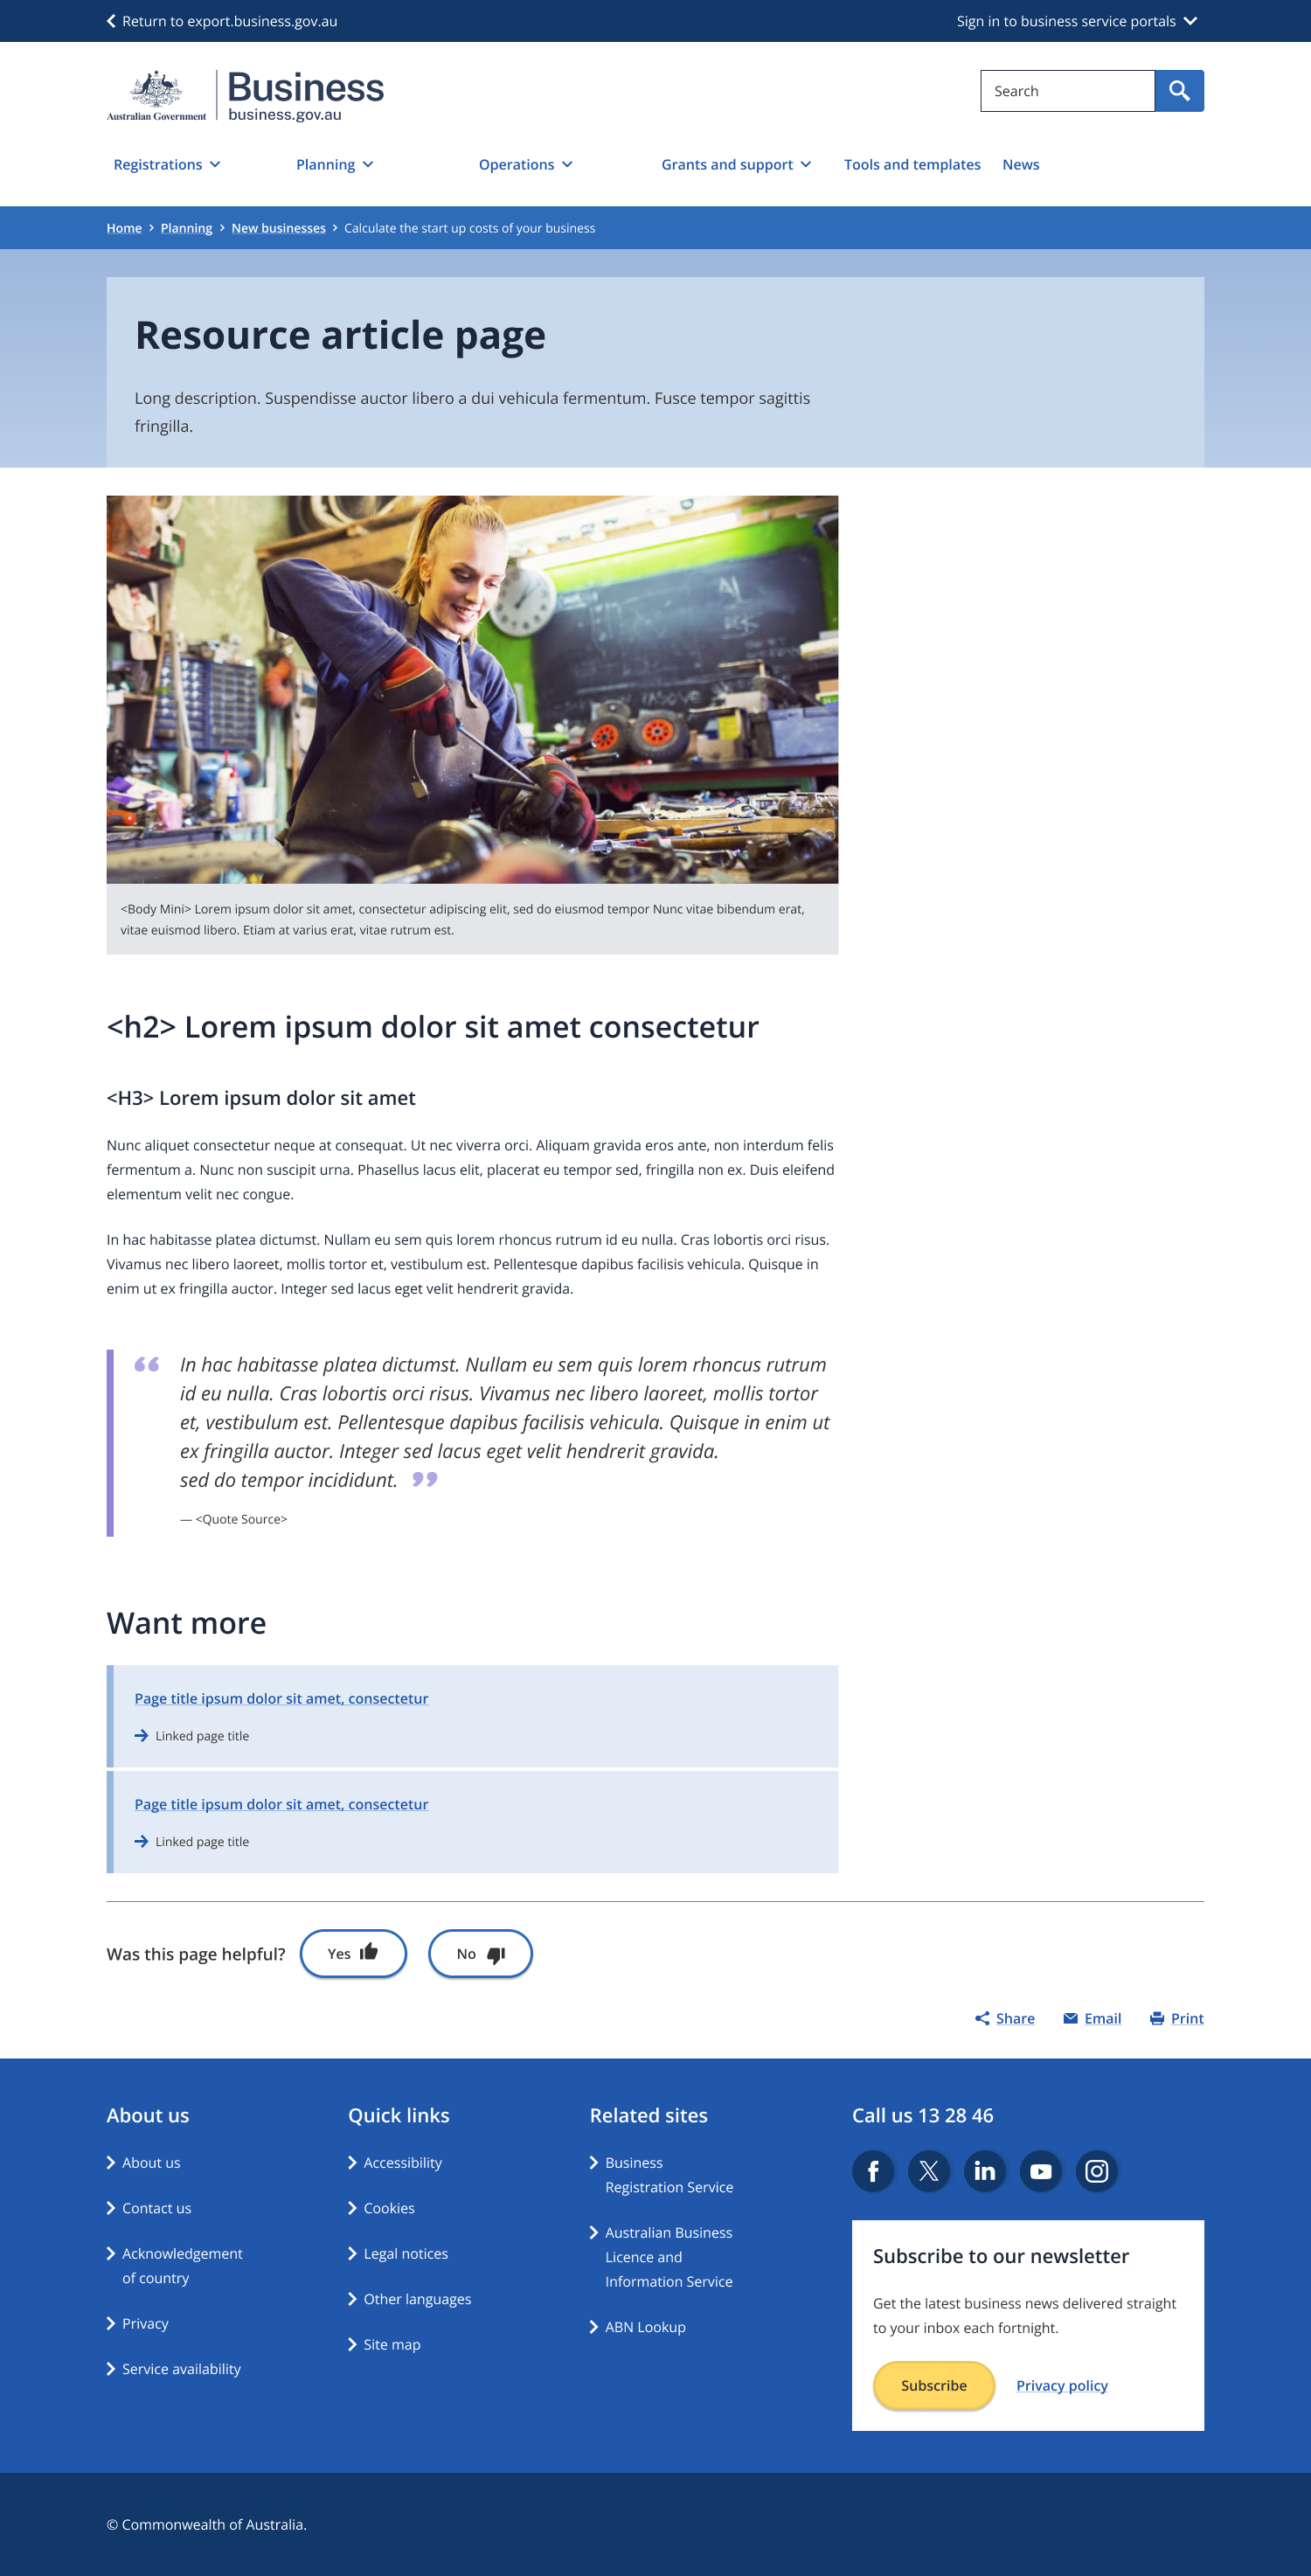 Return to export.business.gov.au
Sign in to business service portals
Australian Government
Business
business.gov.au
Search
Registrations
Planning
Operations
Grants and support
Tools and templates
News
Home
Planning
New businesses
Calculate the start up costs of your business
Resource article page
Long description. Suspendisse auctor libero a dui vehicula fermentum. Fusce tempor sagittis
fringilla.
<Body Mini> Lorem ipsum dolor sit amet, consectetur adipiscing elit, sed do eiusmod tempor Nunc vitae bibendum erat,
vitae euismod libero. Etiam at varius erat, vitae rutrum est.
<h2> Lorem ipsum dolor sit amet consectetur
<H3> Lorem ipsum dolor sit amet
Nunc aliquet consectetur neque at consequat. Ut nec viverra orci. Aliquam gravida eros ante, non interdum felis
fermentum a. Nunc non suscipit urna. Phasellus lacus elit, placerat eu tempor sed, fringilla non ex. Duis eleifend
elementum velit nec congue.
In hac habitasse platea dictumst. Nullam eu sem quis lorem rhoncus rutrum id eu nulla. Cras lobortis orci risus.
Vivamus nec libero laoreet, mollis tortor et, vestibulum est. Pellentesque dapibus facilisis vehicula. Quisque in
enim ut ex fringilla auctor. Integer sed lacus eget velit hendrerit gravida.
“ In hac habitasse platea dictumst. Nullam eu sem quis lorem rhoncus rutrum
id eu nulla. Cras lobortis orci risus. Vivamus nec libero laoreet, mollis tortor
et, vestibulum est. Pellentesque dapibus facilisis vehicula. Quisque in enim ut
ex fringilla auctor. Integer sed lacus eget velit hendrerit gravida.
sed do tempor incididunt. ”
— <Quote Source>
Want more
Page title ipsum dolor sit amet, consectetur
Linked page title
Page title ipsum dolor sit amet, consectetur
Linked page title
Was this page helpful?
Yes
No
Share
Email
Print
About us
About us
Contact us
Acknowledgement
of country
Privacy
Service availability
Quick links
Accessibility
Cookies
Legal notices
Other languages
Site map
Related sites
Business
Registration Service
Australian Business
Licence and
Information Service
ABN Lookup
Call us 13 28 46
Subscribe to our newsletter
Get the latest business news delivered straight
to your inbox each fortnight.
Subscribe
Privacy policy
© Commonwealth of Australia.